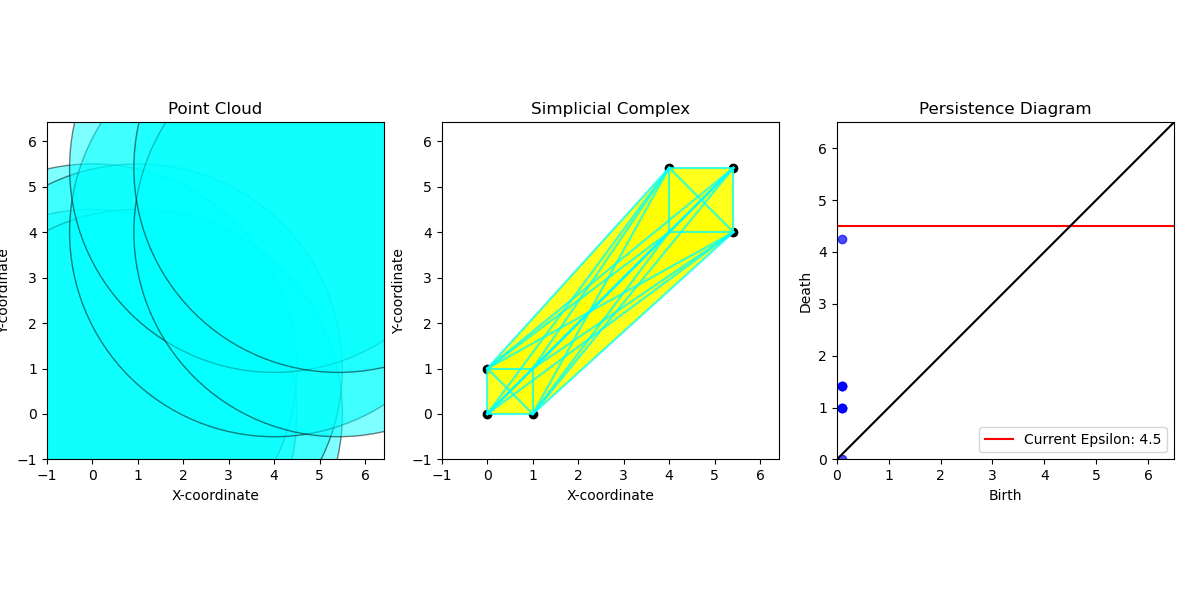 Point Cloud
6
5
4
3
2
1
0
−1
−1 0 1 2 3 4 5 6
X-coordinate
Y-coordinate
Simplicial Complex
6
5
4
3
2
1
0
−1
−1 0 1 2 3 4 5 6
X-coordinate
Y-coordinate
Persistence Diagram
6
5
4
3
2
1
0
0 1 2 3 4 5 6
Birth
Death
Current Epsilon: 4.5